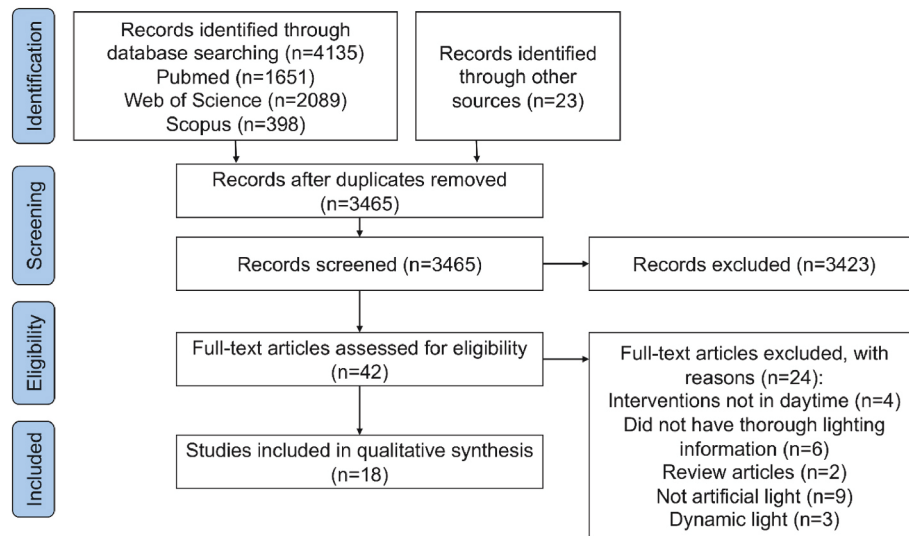 Identification
Records identified through
database searching (n=4135)
Pubmed (n=1651)
Web of Science (n=2089)
Scopus (n=398)
Records identified
through other
sources (n=23)
Screening
Records after duplicates removed
(n=3465)
Records screened (n=3465)
Records excluded (n=3423)
Eligibility
Full-text articles assessed for eligibility
(n=42)
Full-text articles excluded, with
reasons (n=24):
Interventions not in daytime (n=4)
Did not have thorough lighting
information (n=6)
Review articles (n=2)
Not artificial light (n=9)
Dynamic light (n=3)
Included
Studies included in qualitative synthesis
(n=18)